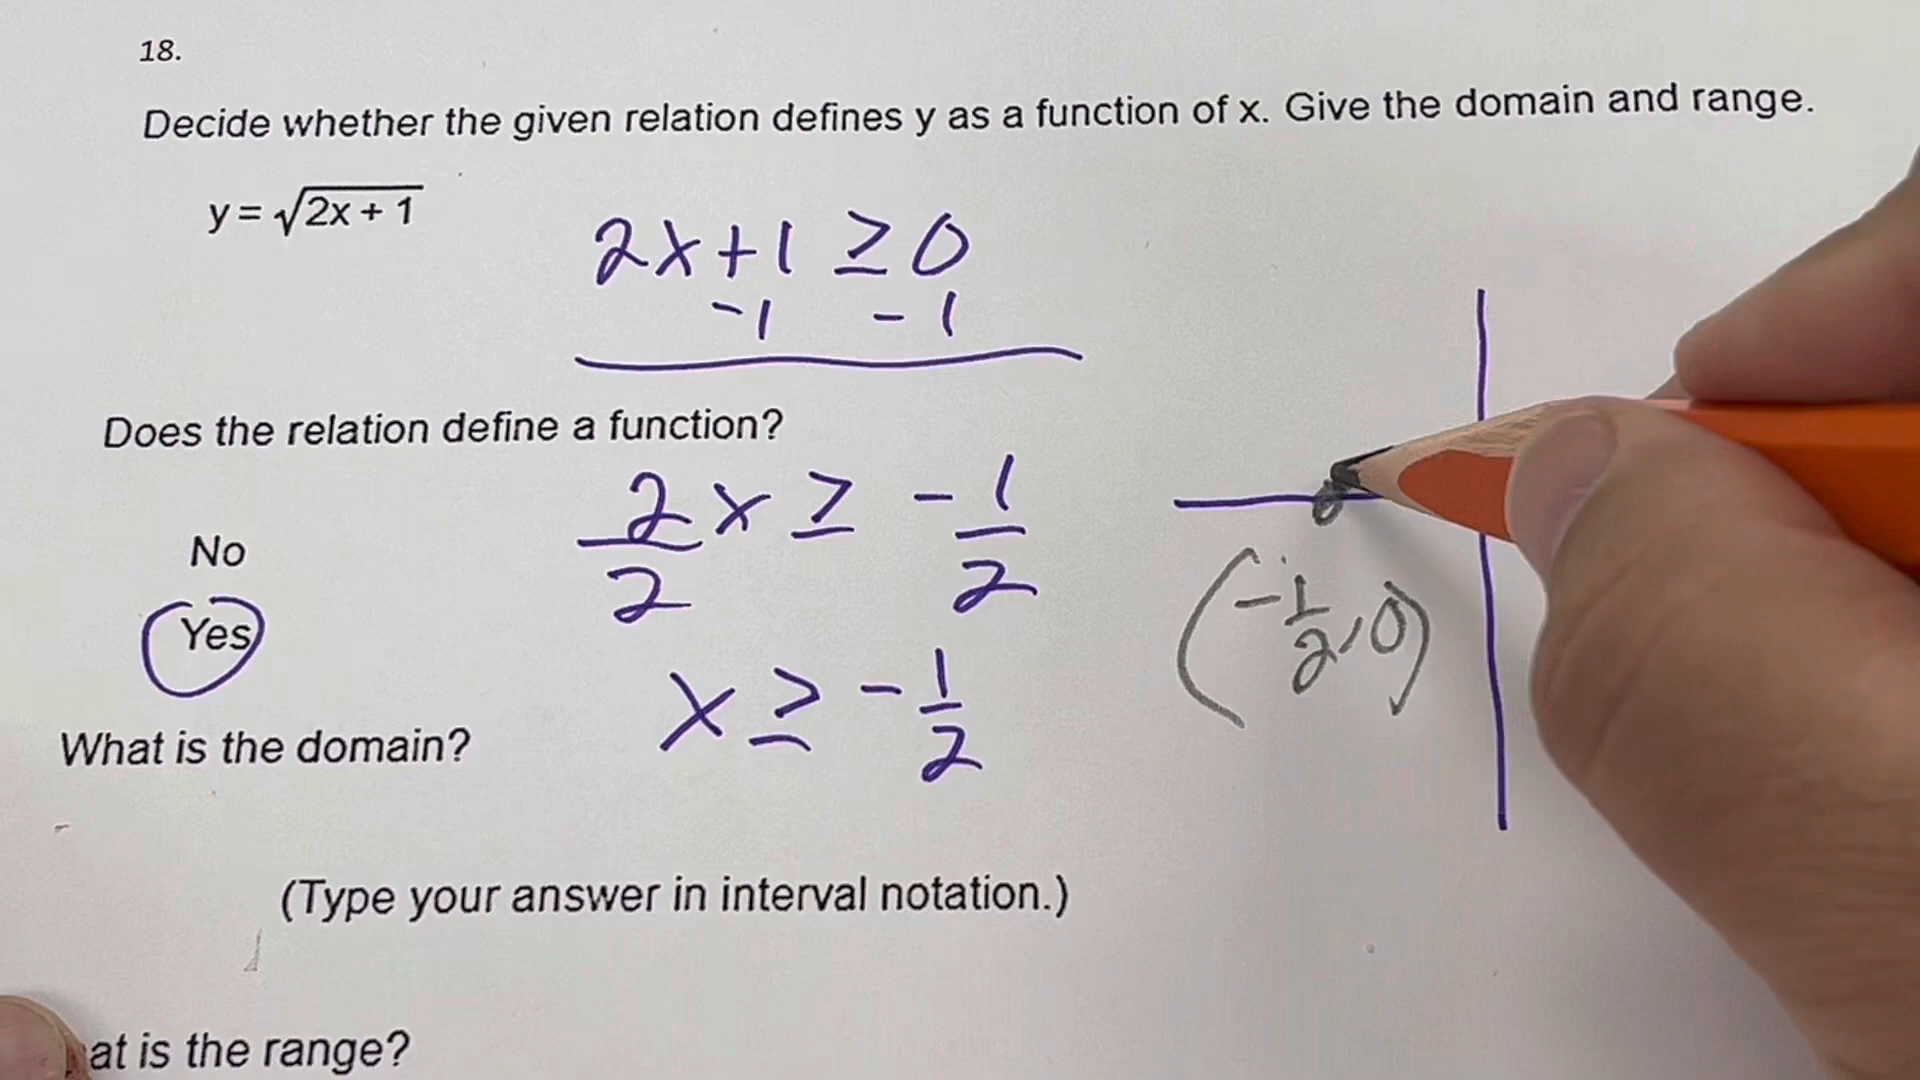 18.
Decide whether the given relation defines y as a function of x. Give the domain and range.
y = √2x + 1
2x+1 ≥ 0
-1 -1
Does the relation define a function?
2x ≥ -1
2 2
No
Yes
x ≥ -1/2
(-1/2, 0)
What is the domain?
(Type your answer in interval notation.)
at is the range?